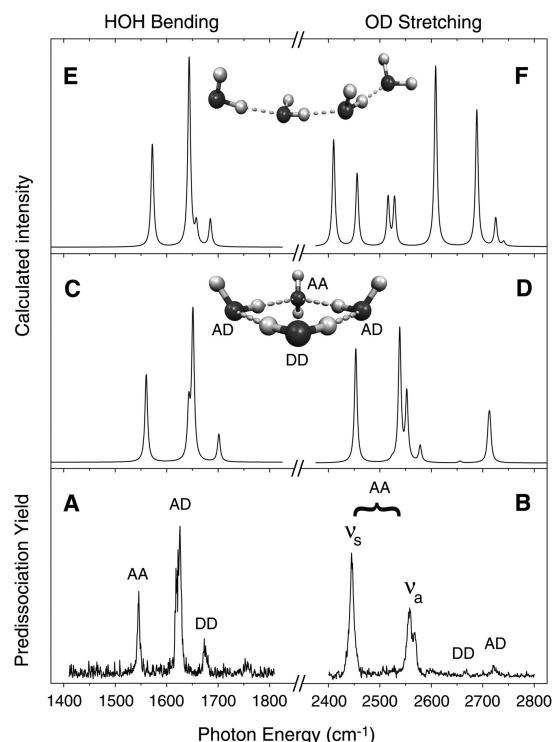 HOH Bending // OD Stretching
E F
C AA D
AD AD
DD
A B
AD AA
νs
AA νa
DD DD AD
// //
1400 1500 1600 1700 1800 2400 2500 2600 2700 2800
Photon Energy (cm-1)
Calculated intensity
Predissociation Yield